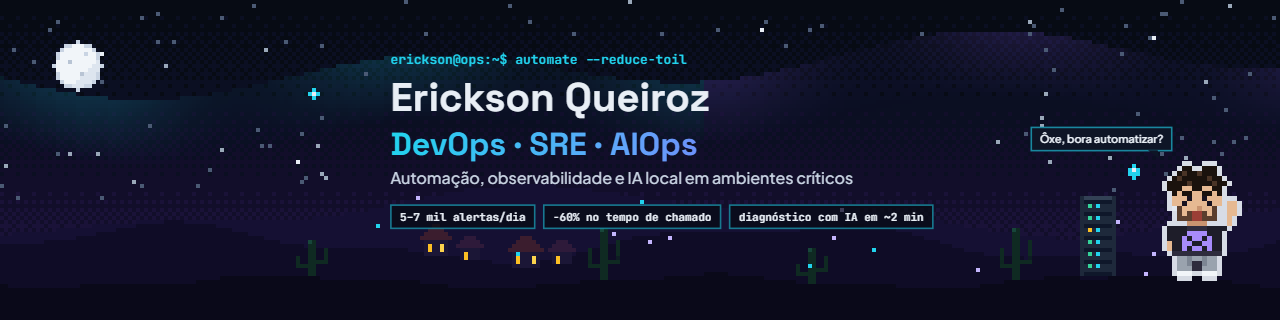 erickson@ops:~$ automate --reduce-toil
Erickson Queiroz
DevOps · SRE · AIOps
Automação, observabilidade e IA local em ambientes críticos
5-7 mil alertas/dia
-60% no tempo de chamado
diagnóstico com IA em ~2 min
Ôxe, bora automatizar?